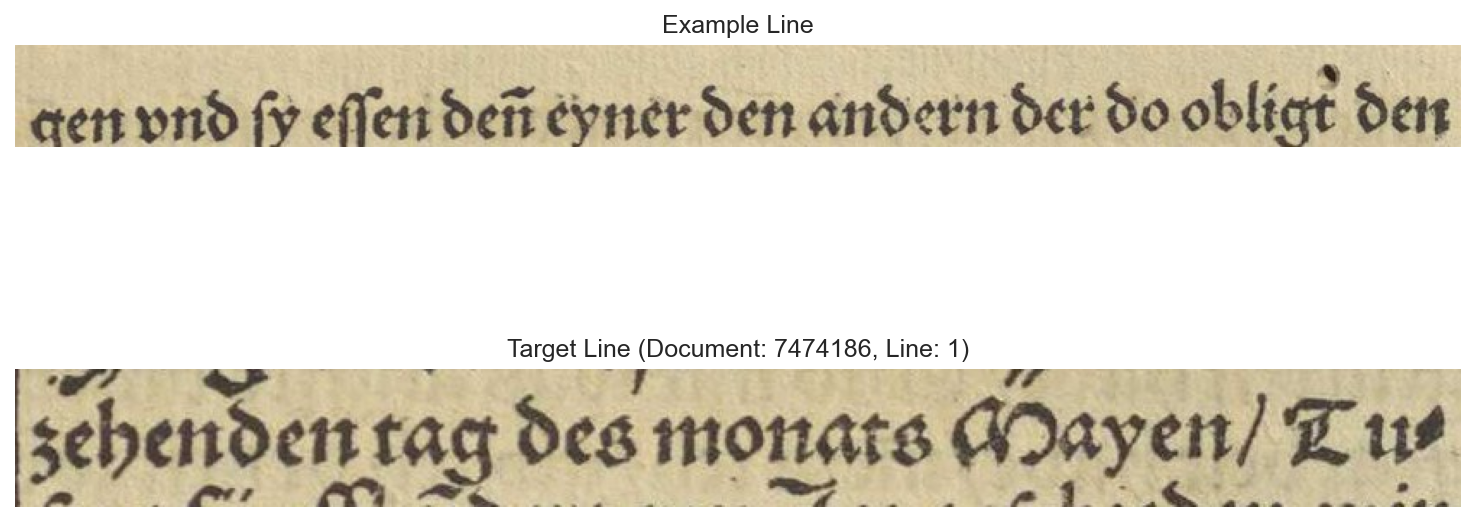 Example Line
gen vnd ſy eſſen den̄ eyner den andern der do obligt den
Target Line (Document: 7474186, Line: 1)
zehenden tag des monats Mayen/ Tu⸗